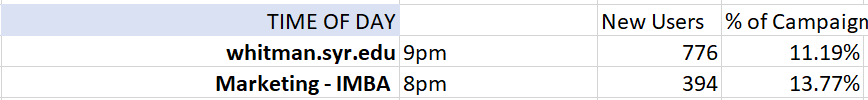 TIME OF DAY New Users % of Campaign
whitman.syr.edu 9pm 776 11.19%
Marketing - IMBA 8pm 394 13.77%